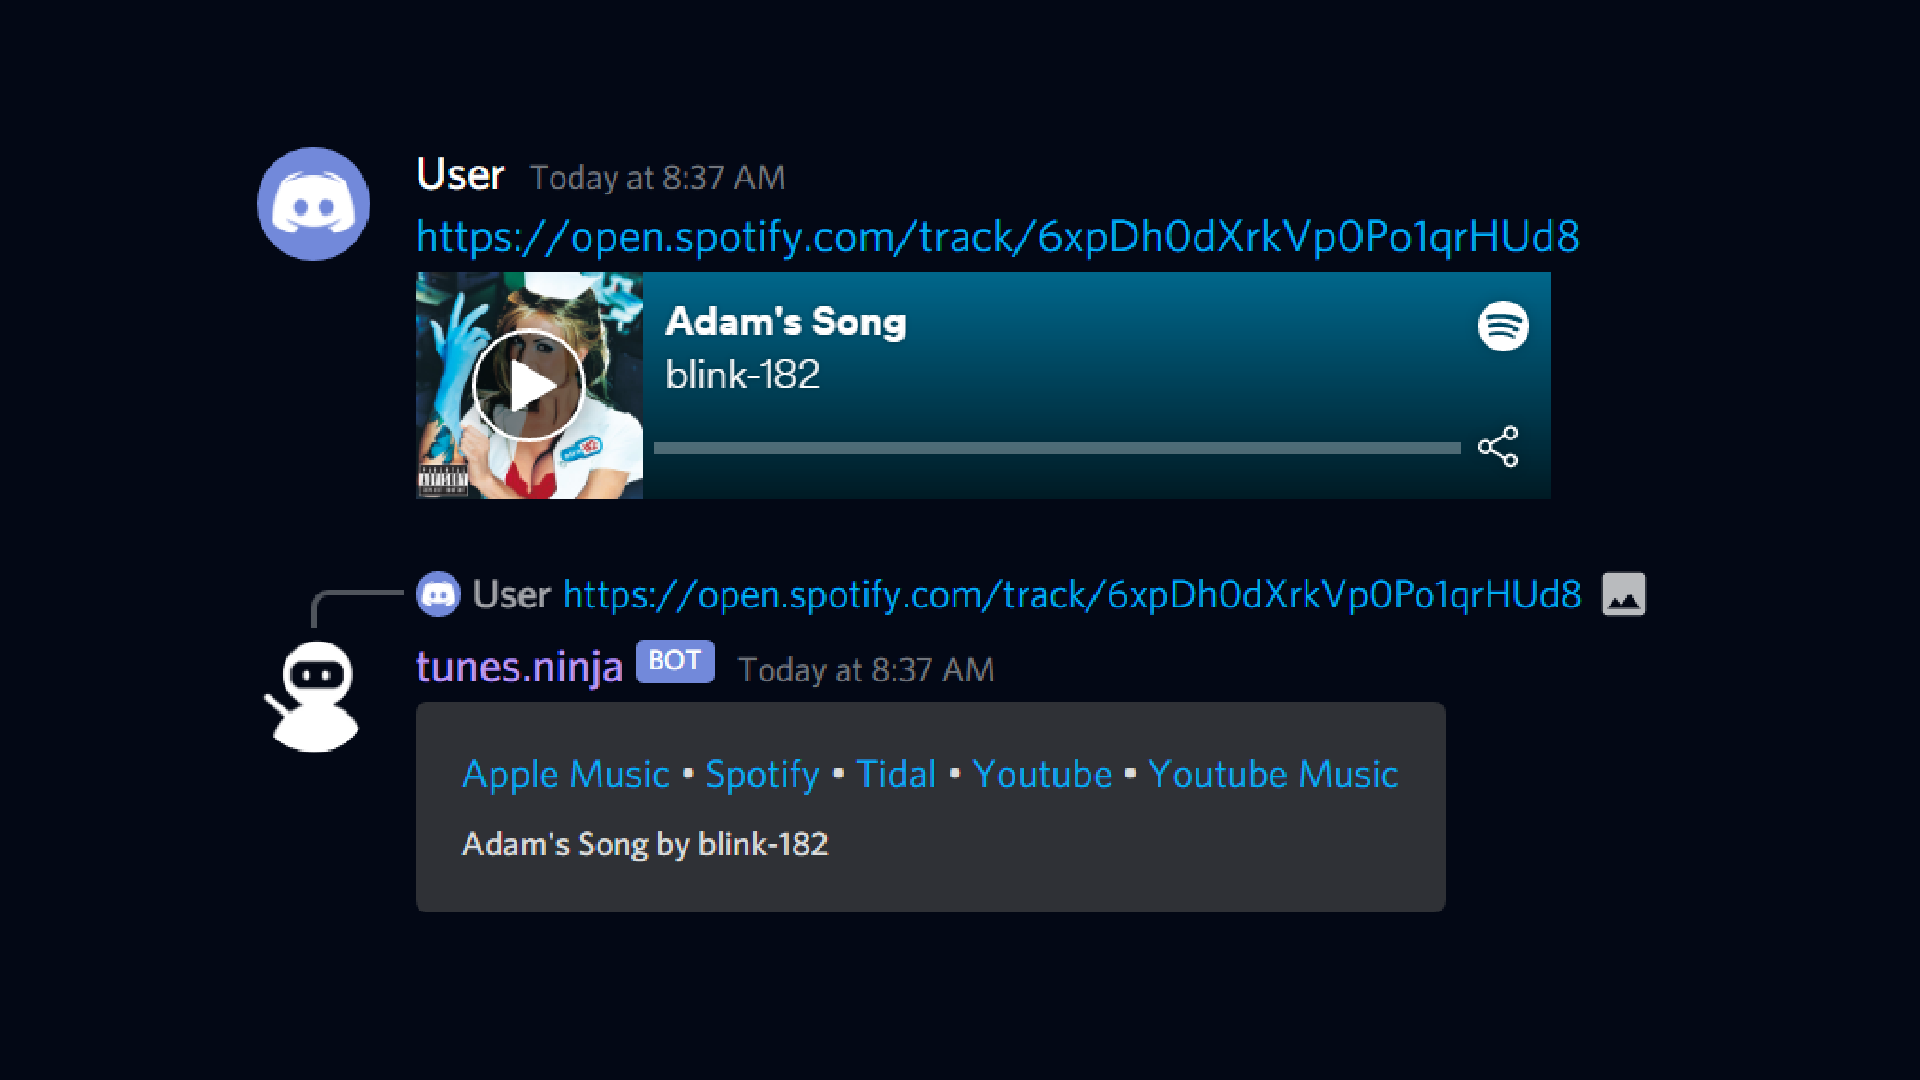 User Today at 8:37 AM
https://open.spotify.com/track/6xpDh0dXrkVp0Po1qrHUd8
Adam's Song
blink-182
PARENTAL
ADVISORY
User https://open.spotify.com/track/6xpDh0dXrkVp0Po1qrHUd8
tunes.ninja BOT Today at 8:37 AM
Apple Music • Spotify • Tidal • Youtube • Youtube Music
Adam's Song by blink-182